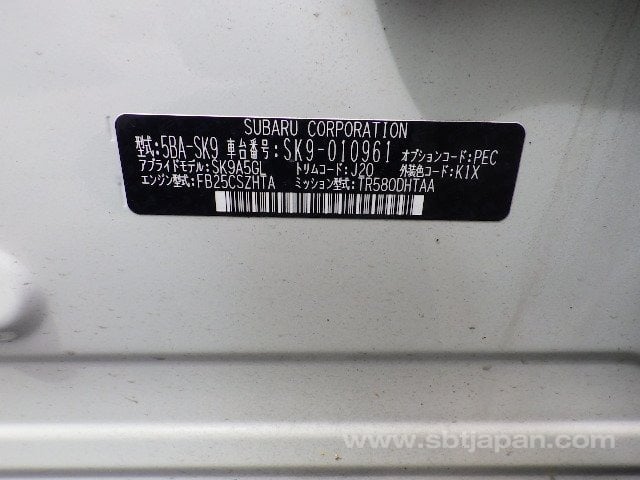 SUBARU CORPORATION
型式:5BA-SK9 車台番号:SK9-010961 オプションコード:PEC
アプライドモデル:SK9A5GL トリムコード:J20 外装色コード:K1X
エンジン型式:FB25CSZHTA ミッション型式:TR580DHTAA
www.sbtjapan.com